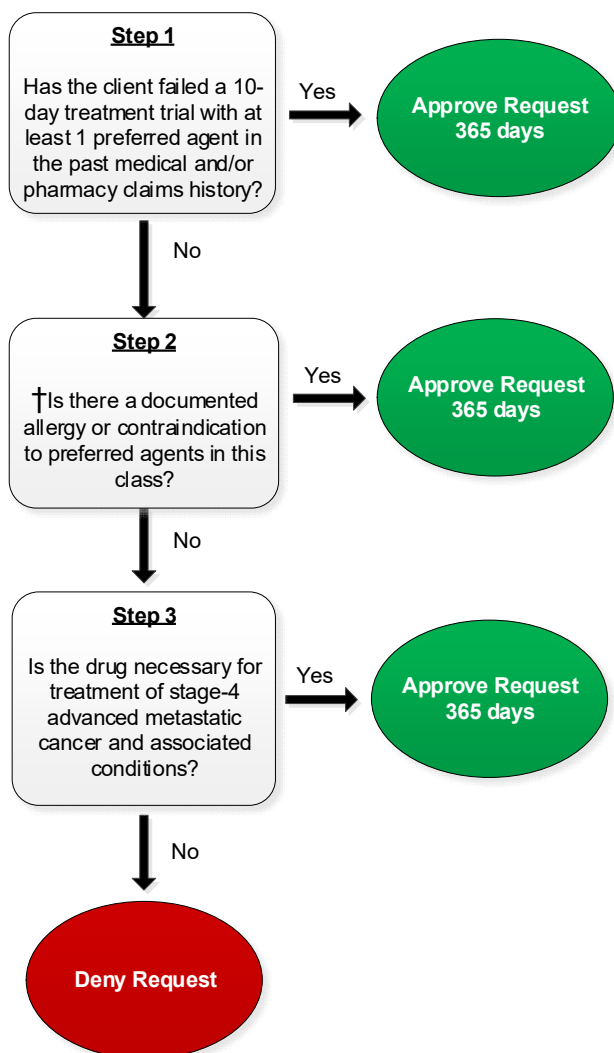 Step 1
Has the client failed a 10-
day treatment trial with at
least 1 preferred agent in
the past medical and/or
pharmacy claims history?
Yes
Approve Request
365 days
No
Step 2
†Is there a documented
allergy or contraindication
to preferred agents in this
class?
Yes
Approve Request
365 days
No
Step 3
Is the drug necessary for
treatment of stage-4
advanced metastatic
cancer and associated
conditions?
Yes
Approve Request
365 days
No
Deny Request